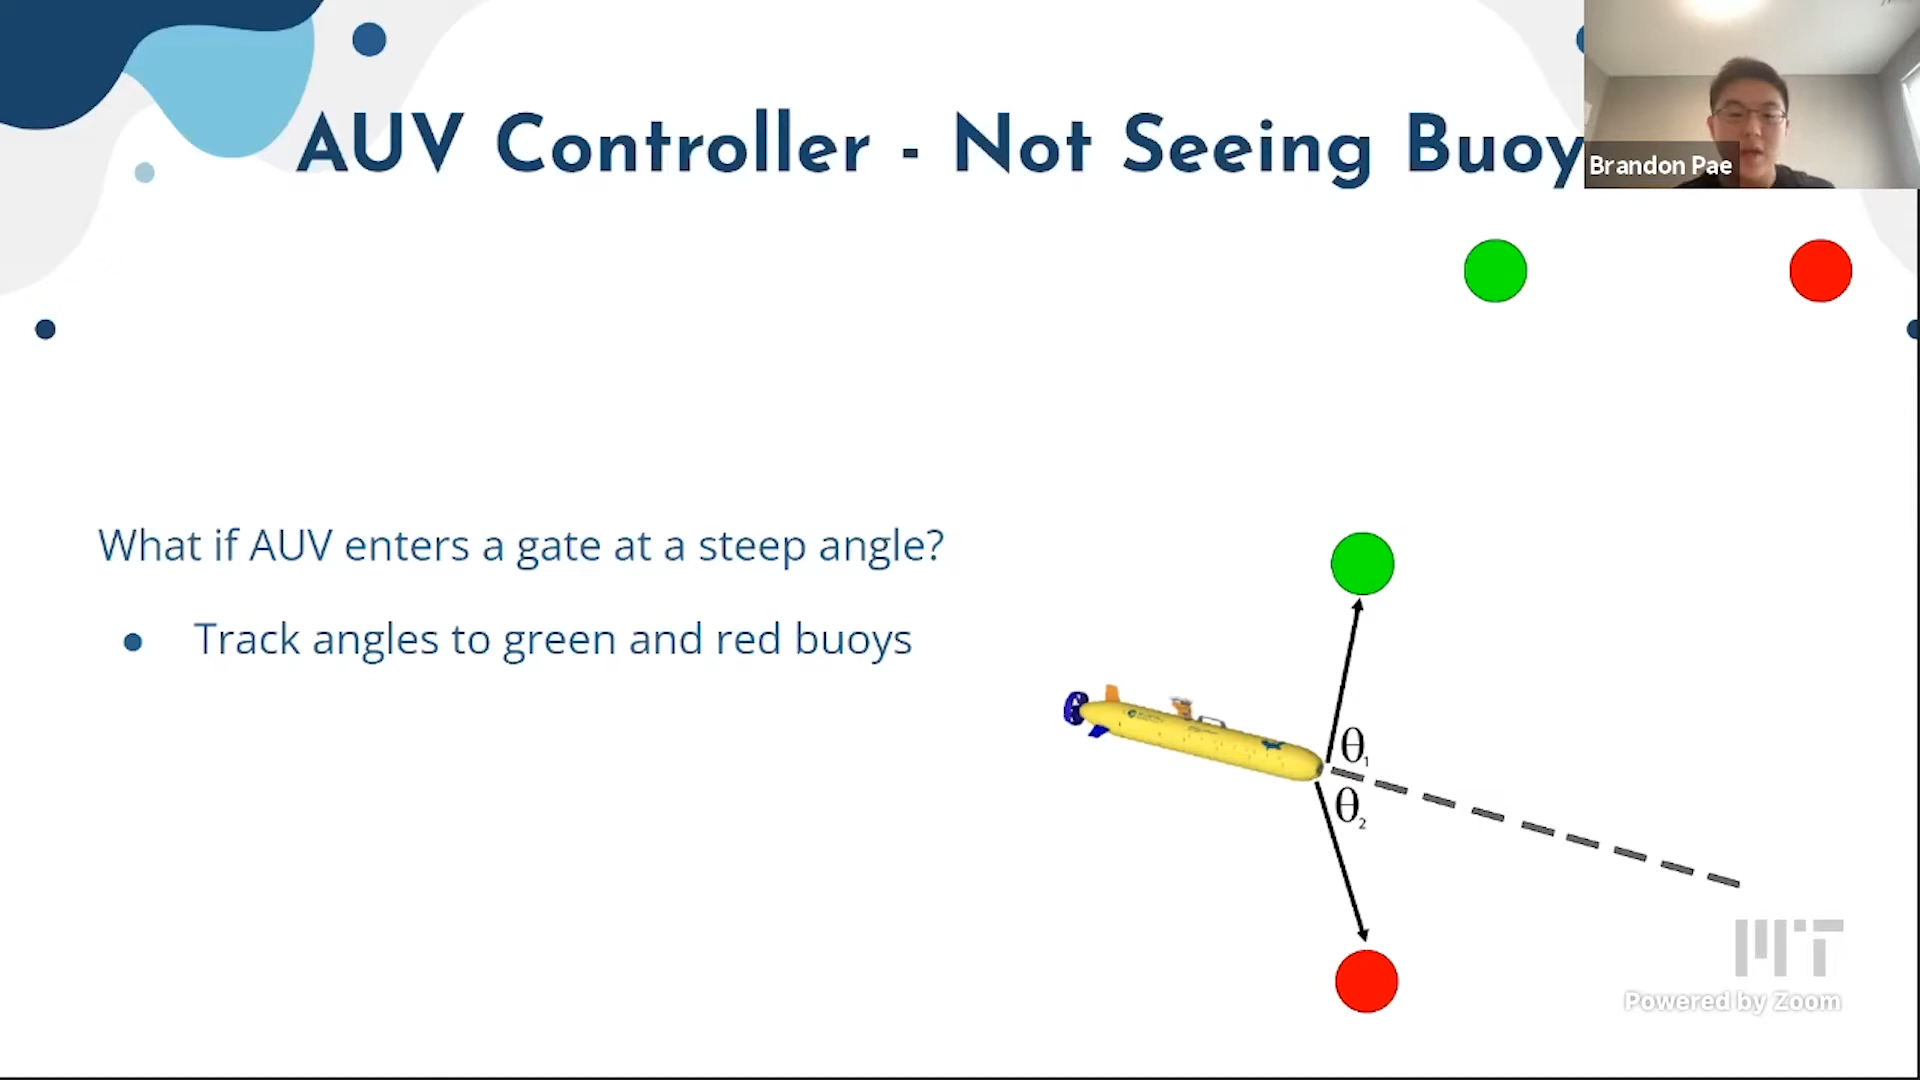 AUV Controller - Not Seeing Buoy
Brandon Pae
What if AUV enters a gate at a steep angle?
● Track angles to green and red buoys
θ₁
θ₂
MIT
Powered by Zoom